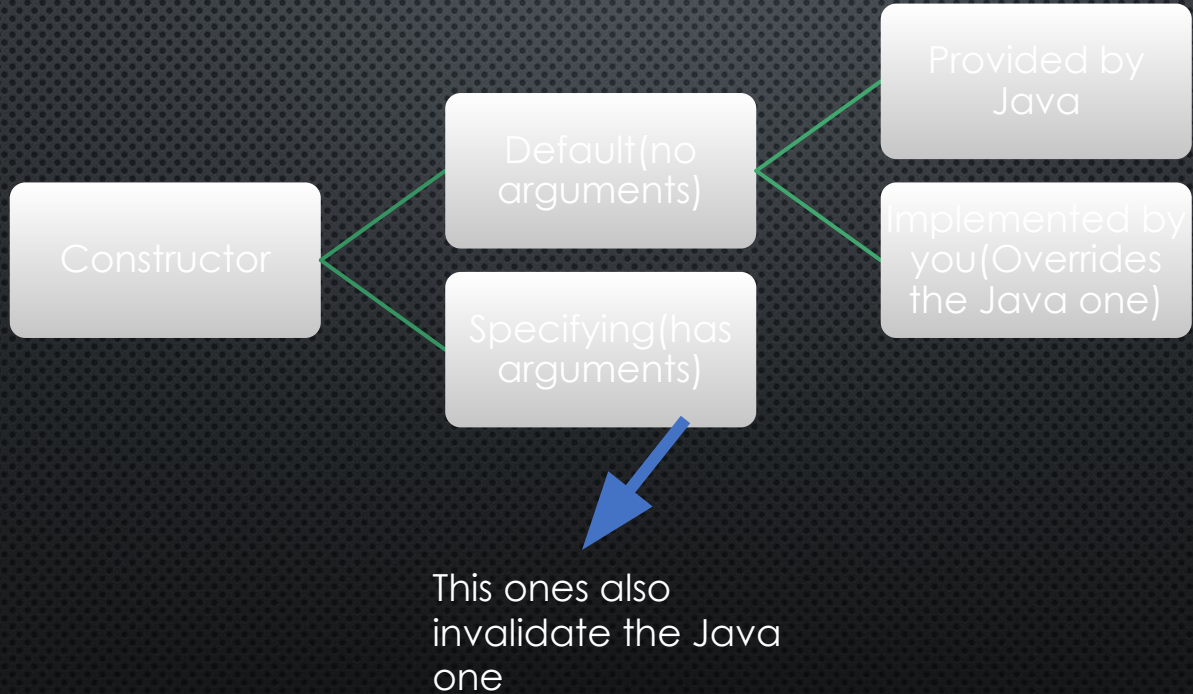 Constructor
Default(no
arguments)
Specifying(has
arguments)
Provided by
Java
Implemented by
you(Overrides
the Java one)
This ones also
invalidate the Java
one